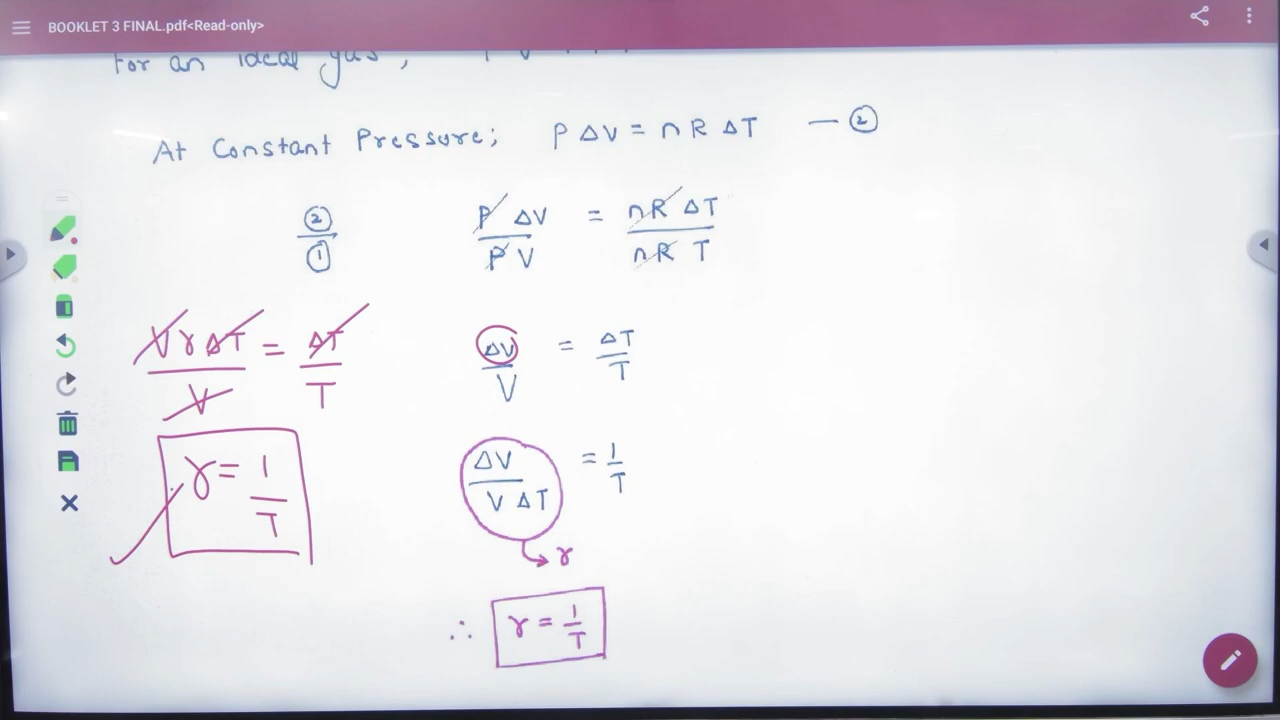 BOOKLET 3 FINAL.pdf<Read-only>
for an ideal gas,
At Constant Pressure; P ΔV = n R ΔT — ②
②/① P ΔV / P V = nR ΔT / nR T
V γ ΔT / V = ΔT / T
ΔV / V = ΔT / T
γ = 1/T
ΔV / V ΔT = 1/T
γ
∴ γ = 1/T